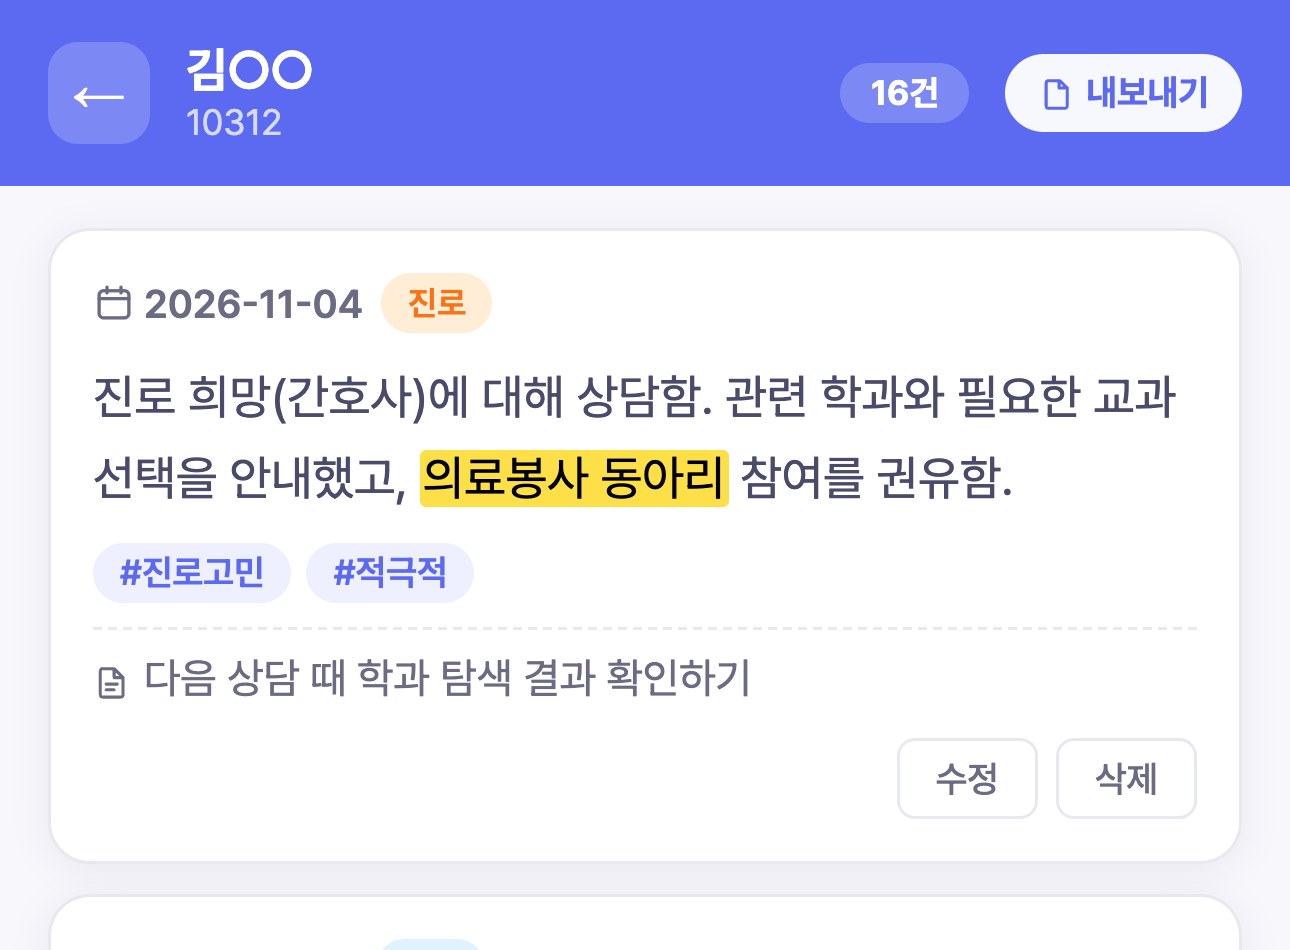 ←
김○○
10312
16건
내보내기
2026-11-04 진로
진로 희망(간호사)에 대해 상담함. 관련 학과와 필요한 교과
선택을 안내했고, 의료봉사 동아리 참여를 권유함.
#진로고민 #적극적
다음 상담 때 학과 탐색 결과 확인하기
수정 삭제